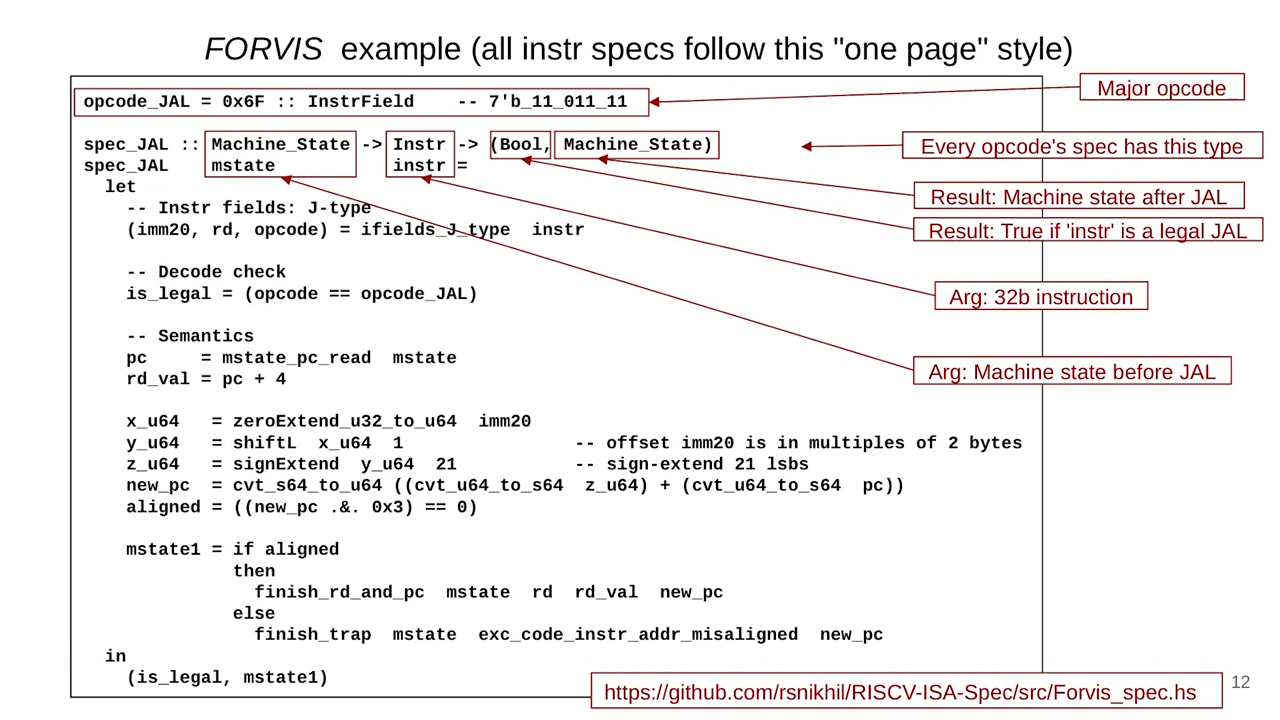 FORVIS example (all instr specs follow this "one page" style)
opcode_JAL = 0x6F :: InstrField    -- 7'b_11_011_11
Major opcode
spec_JAL :: Machine_State -> Instr -> (Bool, Machine_State)
Every opcode's spec has this type
spec_JAL    mstate           instr =
  let
Result: Machine state after JAL
    -- Instr fields: J-type
    (imm20, rd, opcode) = ifields_J_type  instr
Result: True if 'instr' is a legal JAL
    -- Decode check
    is_legal = (opcode == opcode_JAL)
Arg: 32b instruction
    -- Semantics
    pc     = mstate_pc_read  mstate
    rd_val = pc + 4
Arg: Machine state before JAL
    x_u64   = zeroExtend_u32_to_u64  imm20
    y_u64   = shiftL  x_u64  1                -- offset imm20 is in multiples of 2 bytes
    z_u64   = signExtend  y_u64  21           -- sign-extend 21 lsbs
    new_pc  = cvt_s64_to_u64 ((cvt_u64_to_s64  z_u64) + (cvt_u64_to_s64  pc))
    aligned = ((new_pc .&. 0x3) == 0)
    mstate1 = if aligned
              then
                finish_rd_and_pc  mstate  rd  rd_val  new_pc
              else
                finish_trap  mstate  exc_code_instr_addr_misaligned  new_pc
  in
    (is_legal, mstate1)
https://github.com/rsnikhil/RISCV-ISA-Spec/src/Forvis_spec.hs
12